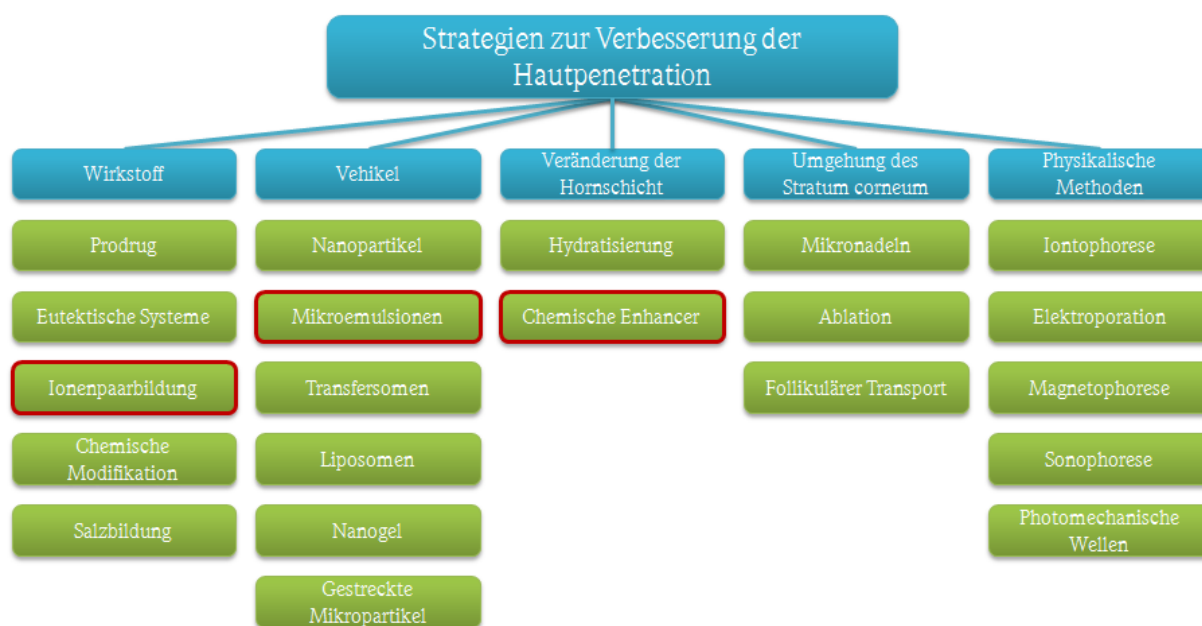 Strategien zur Verbesserung der
Hautpenetration
Wirkstoff
Prodrug
Eutektische Systeme
Ionenpaarbildung
Chemische
Modifikation
Salzbildung
Vehikel
Nanopartikel
Mikroemulsionen
Transfersomen
Liposomen
Nanogel
Gestreckte
Mikropartikel
Veränderung der
Hornschicht
Hydratisierung
Chemische Enhancer
Umgehung des
Stratum corneum
Mikronadeln
Ablation
Follikulärer Transport
Physikalische
Methoden
Iontophorese
Elektroporation
Magnetophorese
Sonophorese
Photomechanische
Wellen